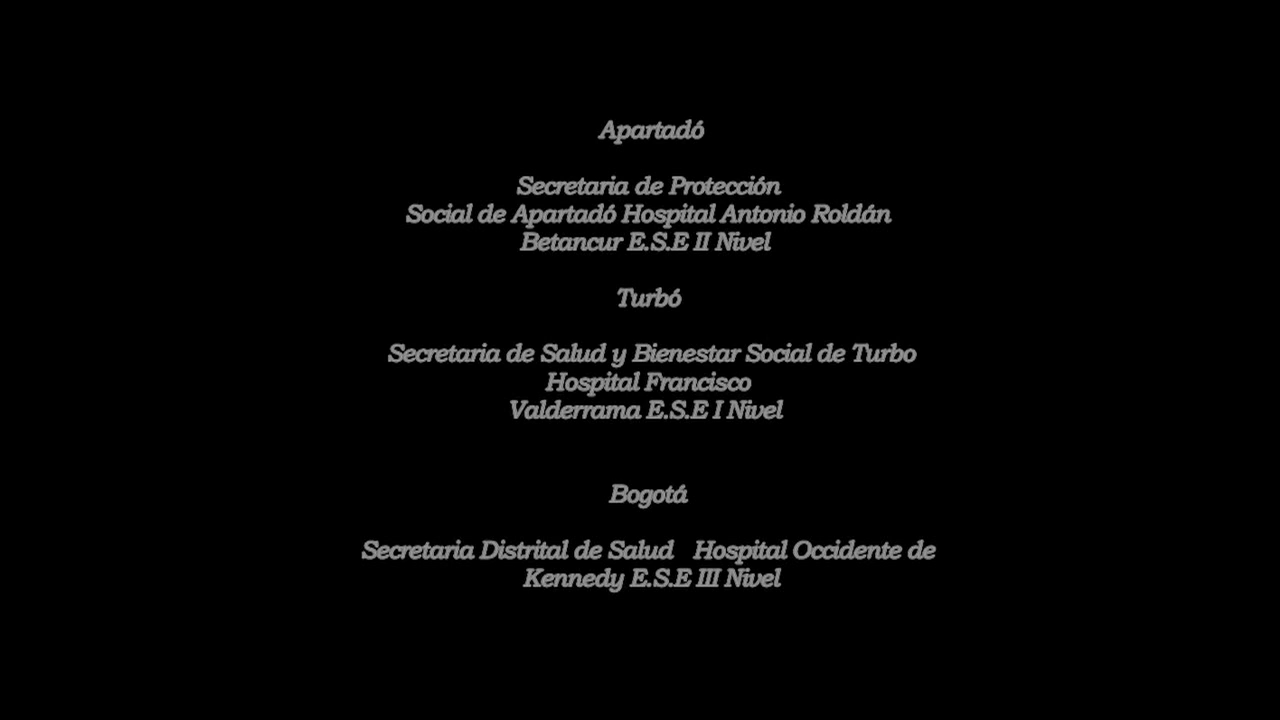 Apartadó
Secretaria de Protección
Social de Apartadó Hospital Antonio Roldán
Betancur E.S.E II Nivel
Turbó
Secretaria de Salud y Bienestar Social de Turbo
Hospital Francisco
Valderrama E.S.E I Nivel
Bogotá
Secretaria Distrital de Salud   Hospital Occidente de
Kennedy E.S.E III Nivel